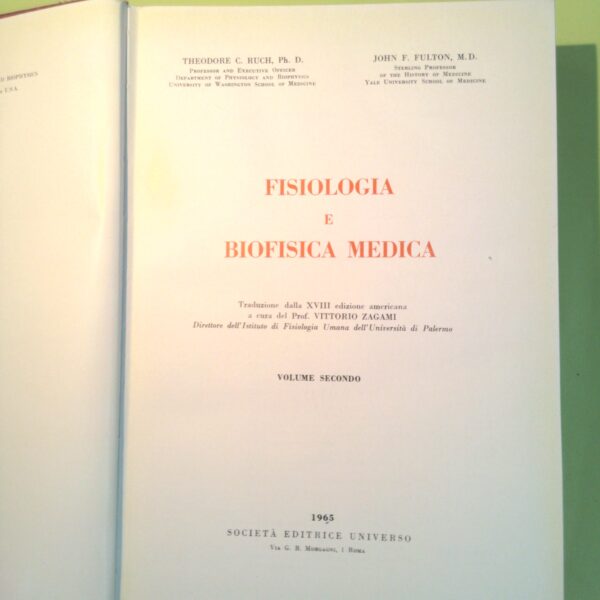 D BIOPHYSICS
U.S.A.
THEODORE C. RUCH, Ph. D.
PROFESSOR AND EXECUTIVE OFFICER
DEPARTMENT OF PHYSIOLOGY AND BIOPHYSICS
UNIVERSITY OF WASHINGTON SCHOOL OF MEDICINE
JOHN F. FULTON, M.D.
STERLING PROFESSOR
OF THE HISTORY OF MEDICINE
YALE UNIVERSITY SCHOOL OF MEDICINE
FISIOLOGIA
E
BIOFISICA MEDICA
Traduzione dalla XVIII edizione americana
a cura del Prof. VITTORIO ZAGAMI
Direttore dell'Istituto di Fisiologia Umana dell'Università di Palermo
VOLUME SECONDO
1965
SOCIETÀ EDITRICE UNIVERSO
VIA G. B. MORGAGNI, 1 ROMA